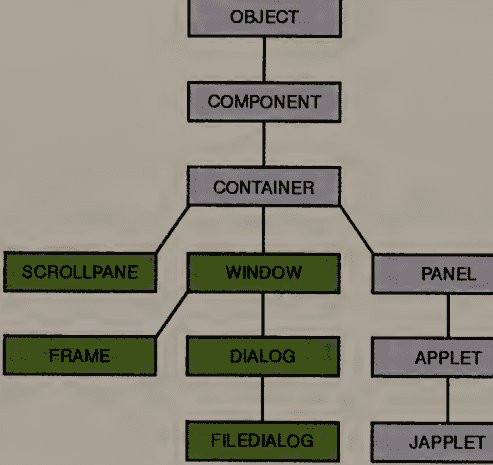 OBJECT
COMPONENT
CONTAINER
SCROLLPANE
WINDOW
PANEL
FRAME
DIALOG
APPLET
FILEDIALOG
JAPPLET